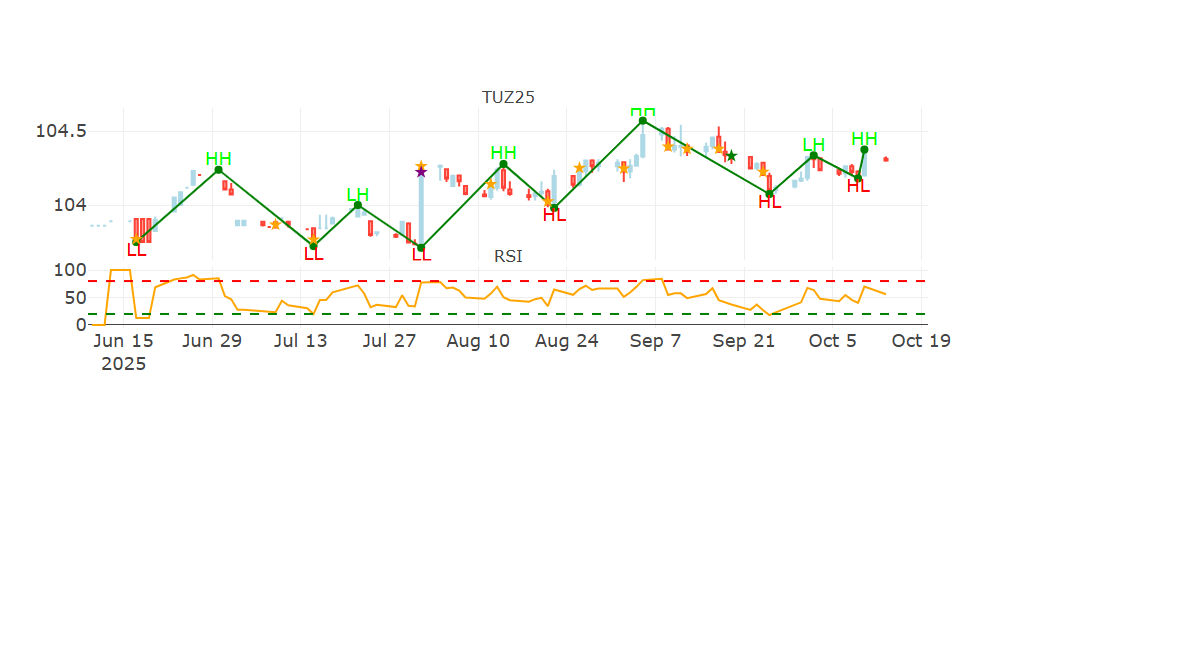 TUZ25
104.5
104
HH
HH
HH
HH
LH
LH
LL
LL
LL
HL
HL
HL
RSI
100
50
0
Jun 15 Jun 29 Jul 13 Jul 27 Aug 10 Aug 24 Sep 7 Sep 21 Oct 5 Oct 19
2025